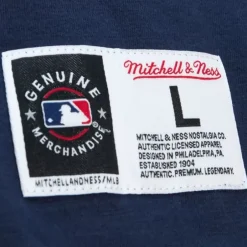 GENUINE
MERCHANDISE
®
MITCHELLANDNESS/MLB
Mitchell & Ness
L
MITCHELL & NESS NOSTALGIA CO.
AUTHENTIC LICENSED APPAREL
DESIGNED IN PHILADELPHIA, PA.
ESTABLISHED 1904
AUTHENTIC. PREMIUM. LEGENDARY.